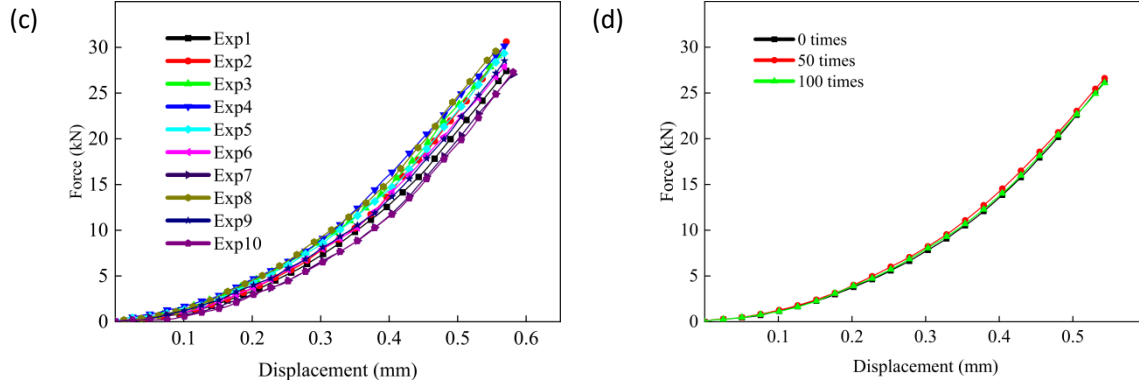 (c)
Force (kN)
30
25
20
15
10
5
0
Exp1
Exp2
Exp3
Exp4
Exp5
Exp6
Exp7
Exp8
Exp9
Exp10
0.1 0.2 0.3 0.4 0.5 0.6
Displacement (mm)
(d)
Force (kN)
30
25
20
15
10
5
0
0 times
50 times
100 times
0.1 0.2 0.3 0.4 0.5
Displacement (mm)